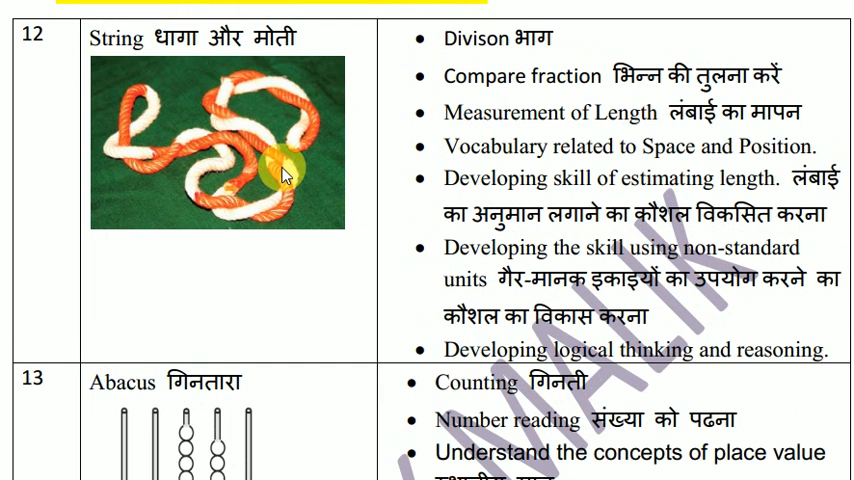 12
String धागा और मोती
• Divison भाग
• Compare fraction भिन्न की तुलना करें
• Measurement of Length लंबाई का मापन
• Vocabulary related to Space and Position.
• Developing skill of estimating length. लंबाई
का अनुमान लगाने का कौशल विकसित करना
• Developing the skill using non-standard
units गैर-मानक इकाइयों का उपयोग करने का
कौशल का विकास करना
• Developing logical thinking and reasoning.
13
Abacus गिनतारा
• Counting गिनती
• Number reading संख्या को पढना
• Understand the concepts of place value
MALIK